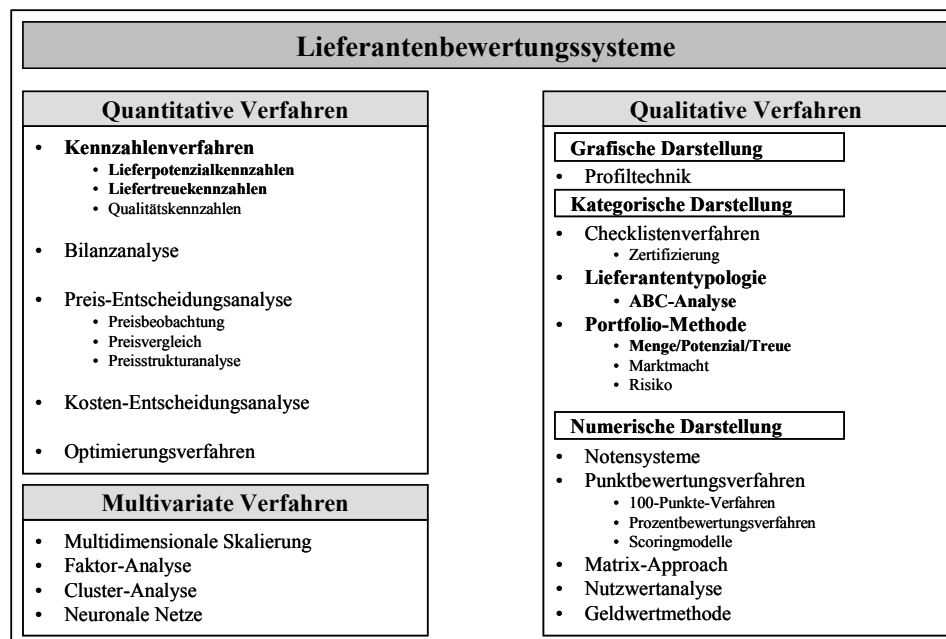 Lieferantenbewertungssysteme
Quantitative Verfahren
• Kennzahlenverfahren
• Lieferpotenzialkennzahlen
• Liefertreuekennzahlen
• Qualitätskennzahlen
• Bilanzanalyse
• Preis-Entscheidungsanalyse
• Preisbeobachtung
• Preisvergleich
• Preisstrukturanalyse
• Kosten-Entscheidungsanalyse
• Optimierungsverfahren
Multivariate Verfahren
• Multidimensionale Skalierung
• Faktor-Analyse
• Cluster-Analyse
• Neuronale Netze
Qualitative Verfahren
Grafische Darstellung
• Profiltechnik
Kategorische Darstellung
• Checklistenverfahren
• Zertifizierung
• Lieferantentypologie
• ABC-Analyse
• Portfolio-Methode
• Menge/Potenzial/Treue
• Marktmacht
• Risiko
Numerische Darstellung
• Notensysteme
• Punktbewertungsverfahren
• 100-Punkte-Verfahren
• Prozentbewertungsverfahren
• Scoringmodelle
• Matrix-Approach
• Nutzwertanalyse
• Geldwertmethode